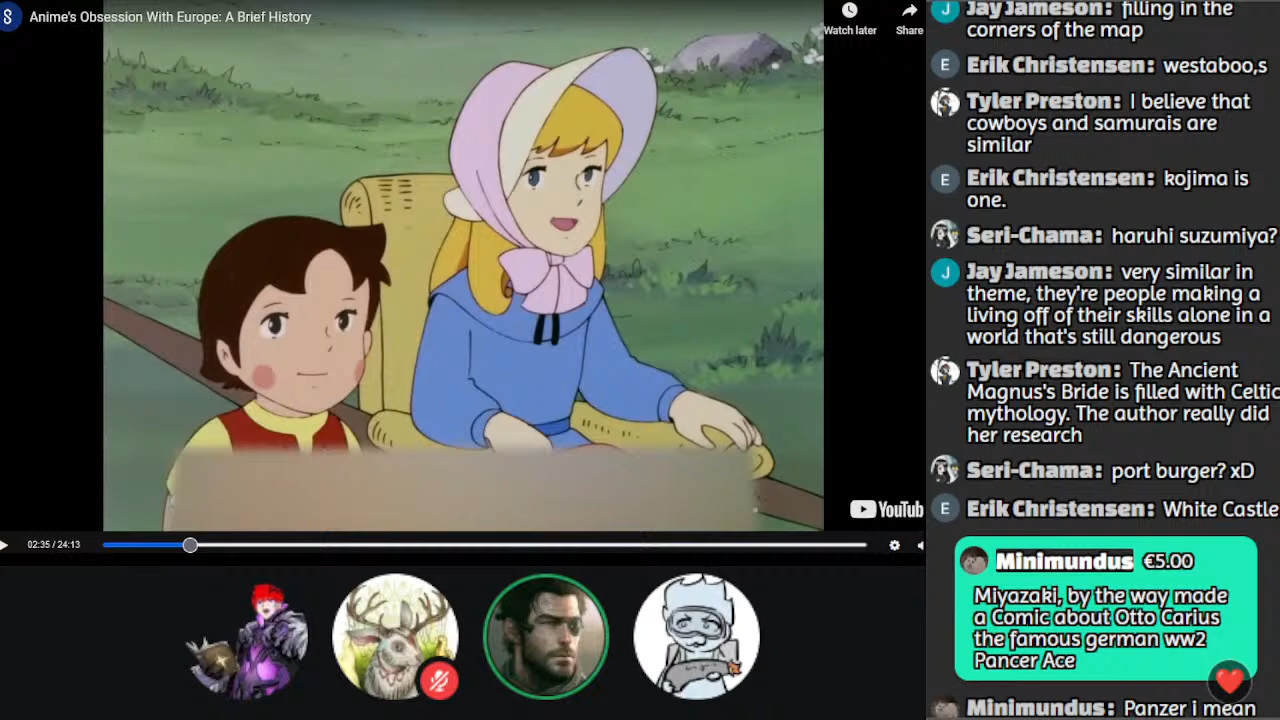 Anime's Obsession With Europe: A Brief History
Watch later
Share
YouTub
02:35 / 24:13
Jay Jameson: filling in the
corners of the map
E
Erik Christensen: westaboo,s
Tyler Preston: I believe that
cowboys and samurais are
similar
E
Erik Christensen: kojima is
one.
Seri-Chama: haruhi suzumiya?
J
Jay Jameson: very similar in
theme, they're people making a
living off of their skills alone in a
world that's still dangerous
Tyler Preston: The Ancient
Magnus's Bride is filled with Celtic
mythology. The author really did
her research
Seri-Chama: port burger? xD
E
Erik Christensen: White Castle
Minimundus €5.00
Miyazaki, by the way made
a Comic about Otto Carius
the famous german ww2
Pancer Ace
Minimundus: Panzer i mean